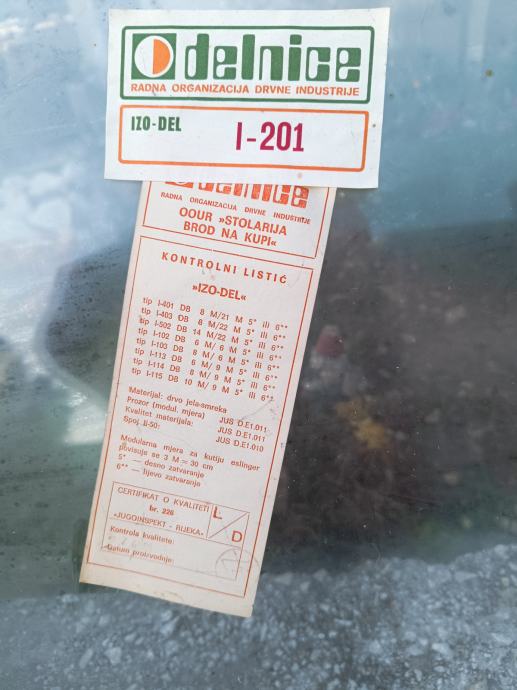 delnice
RADNA ORGANIZACIJA DRVNE INDUSTRIJE
IZO-DEL
I-201
delnice
RADNA ORGANIZACIJA DRVNE INDUSTRIJE
OOUR »STOLARIJA
BROD NA KUPI«
KONTROLNI LISTIĆ
»IZO-DEL«
tip I-401 DB 8 M/21 M 5* ili 6**
tip I-403 DB 6 M/22 M 5* ili 6**
tip I-502 DB 14 M/22 M 5* ili 6**
tip I-102 DB 6 M/ 6 M 5* ili 6**
tip I-103 DB 8 M/ 6 M 5* ili 6**
tip I-113 DB 6 M/ 9 M 5* ili 6**
tip I-114 DB 8 M/ 9 M 5* ili 6**
tip I-115 DB 10 M/ 9 M 5* ili 6**
Materijal: drvo jela-smreka
Prozor (modul. mjera) JUS D.E1.011
Kvalitet materijala: JUS D.E1.011
Spoj II-50: JUS D.E1.010
Modularna mjera za kutiju eslinger
povisuje se 3 M = 30 cm
5* — desno zatvaranje
6** — lijevo zatvaranje
CERTIFIKAT O KVALITETI
br. 226
»JUGOINSPEKT - RIJEKA«
L/D
Kontrola kvalitete:
Datum proizvodnje: